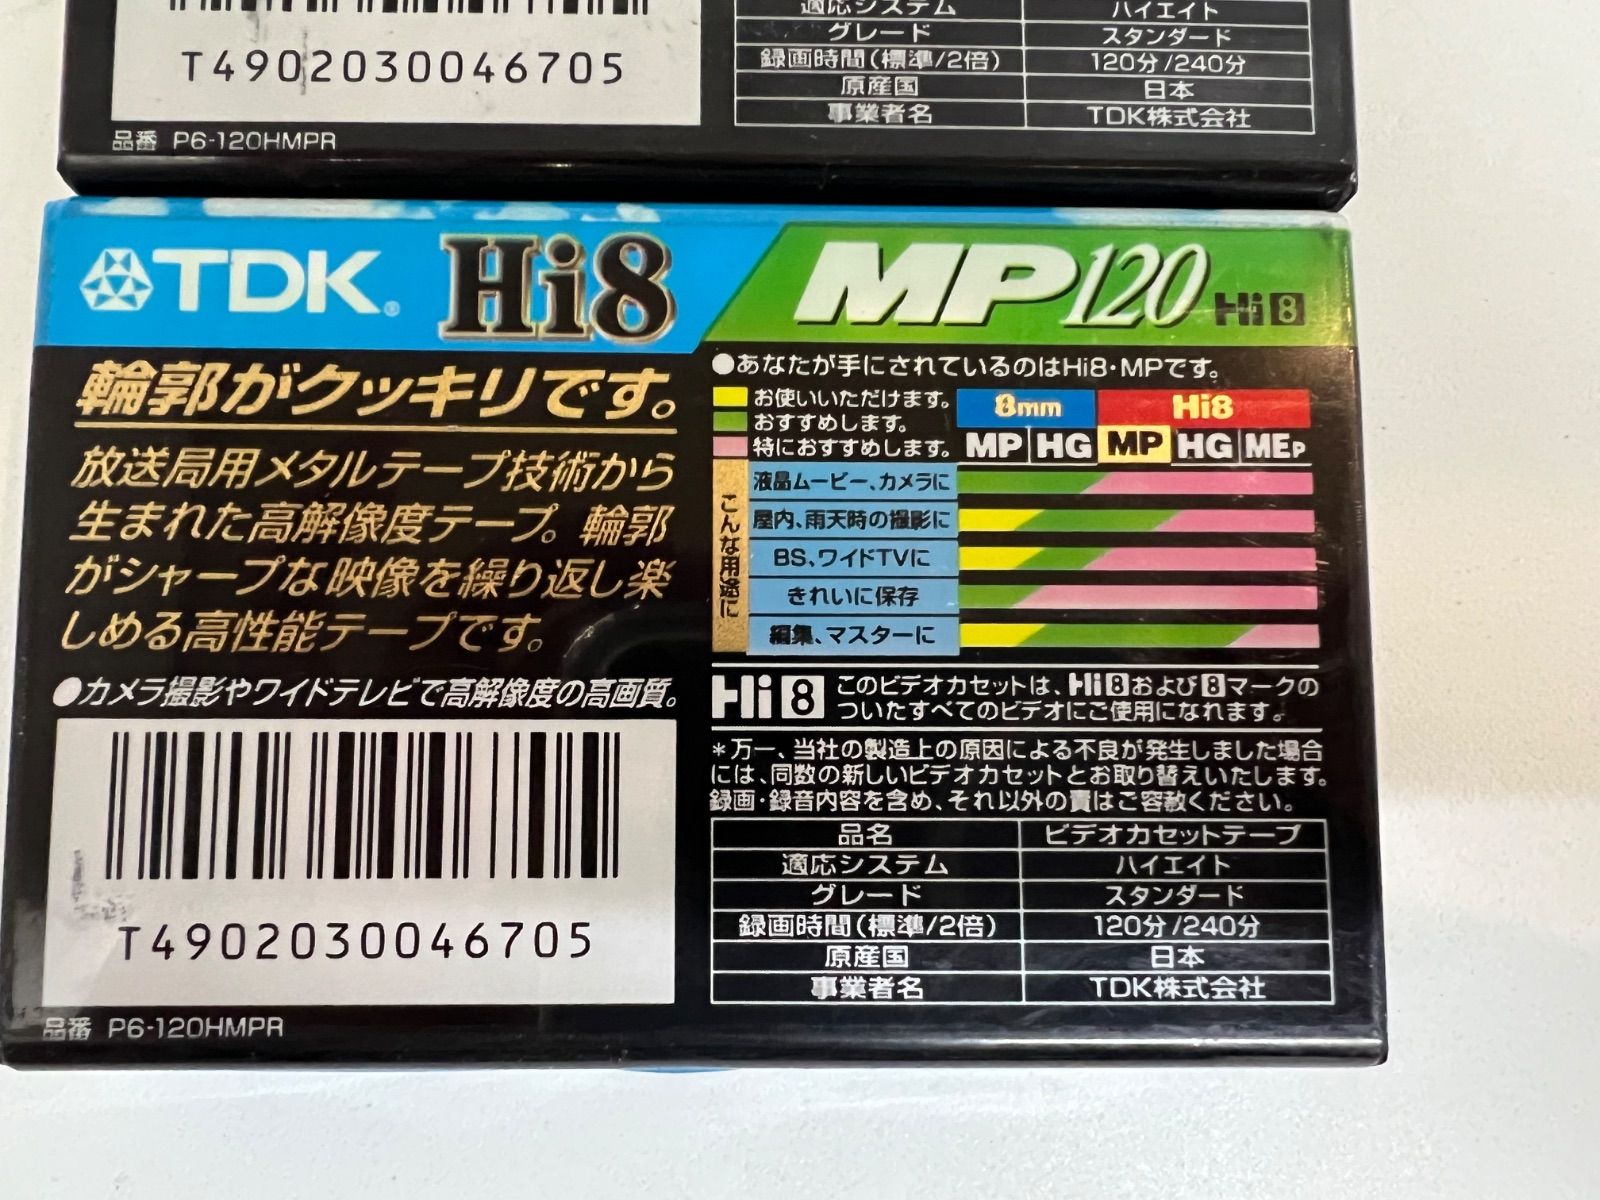 T4902030046705
品番 P6-120HMPR
適応システム ハイエイト
グレード スタンダード
録画時間(標準/2倍) 120分/240分
原産国 日本
事業者名 TDK株式会社
TDK® Hi8
MP120 Hi8
輪郭がクッキリです。
放送局用メタルテープ技術から
生まれた高解像度テープ。輪郭
がシャープな映像を繰り返し楽
しめる高性能テープです。
●カメラ撮影やワイドテレビで高解像度の高画質。
T4902030046705
品番 P6-120HMPR
●あなたが手にされているのはHi8・MPです。
お使いいただけます。
おすすめします。
特におすすめします。
8mm Hi8
MP HG MP HG MEP
こんな用途に
液晶ムービー、カメラに
屋内、雨天時の撮影に
BS、ワイドTVに
きれいに保存
編集、マスターに
Hi8 このビデオカセットは、Hi8および8マークの
ついたすべてのビデオにご使用になれます。
*万一、当社の製造上の原因による不良が発生しました場合
には、同数の新しいビデオカセットとお取り替えいたします。
録画・録音内容を含め、それ以外の責はご容赦ください。
品名 ビデオカセットテープ
適応システム ハイエイト
グレード スタンダード
録画時間(標準/2倍) 120分/240分
原産国 日本
事業者名 TDK株式会社